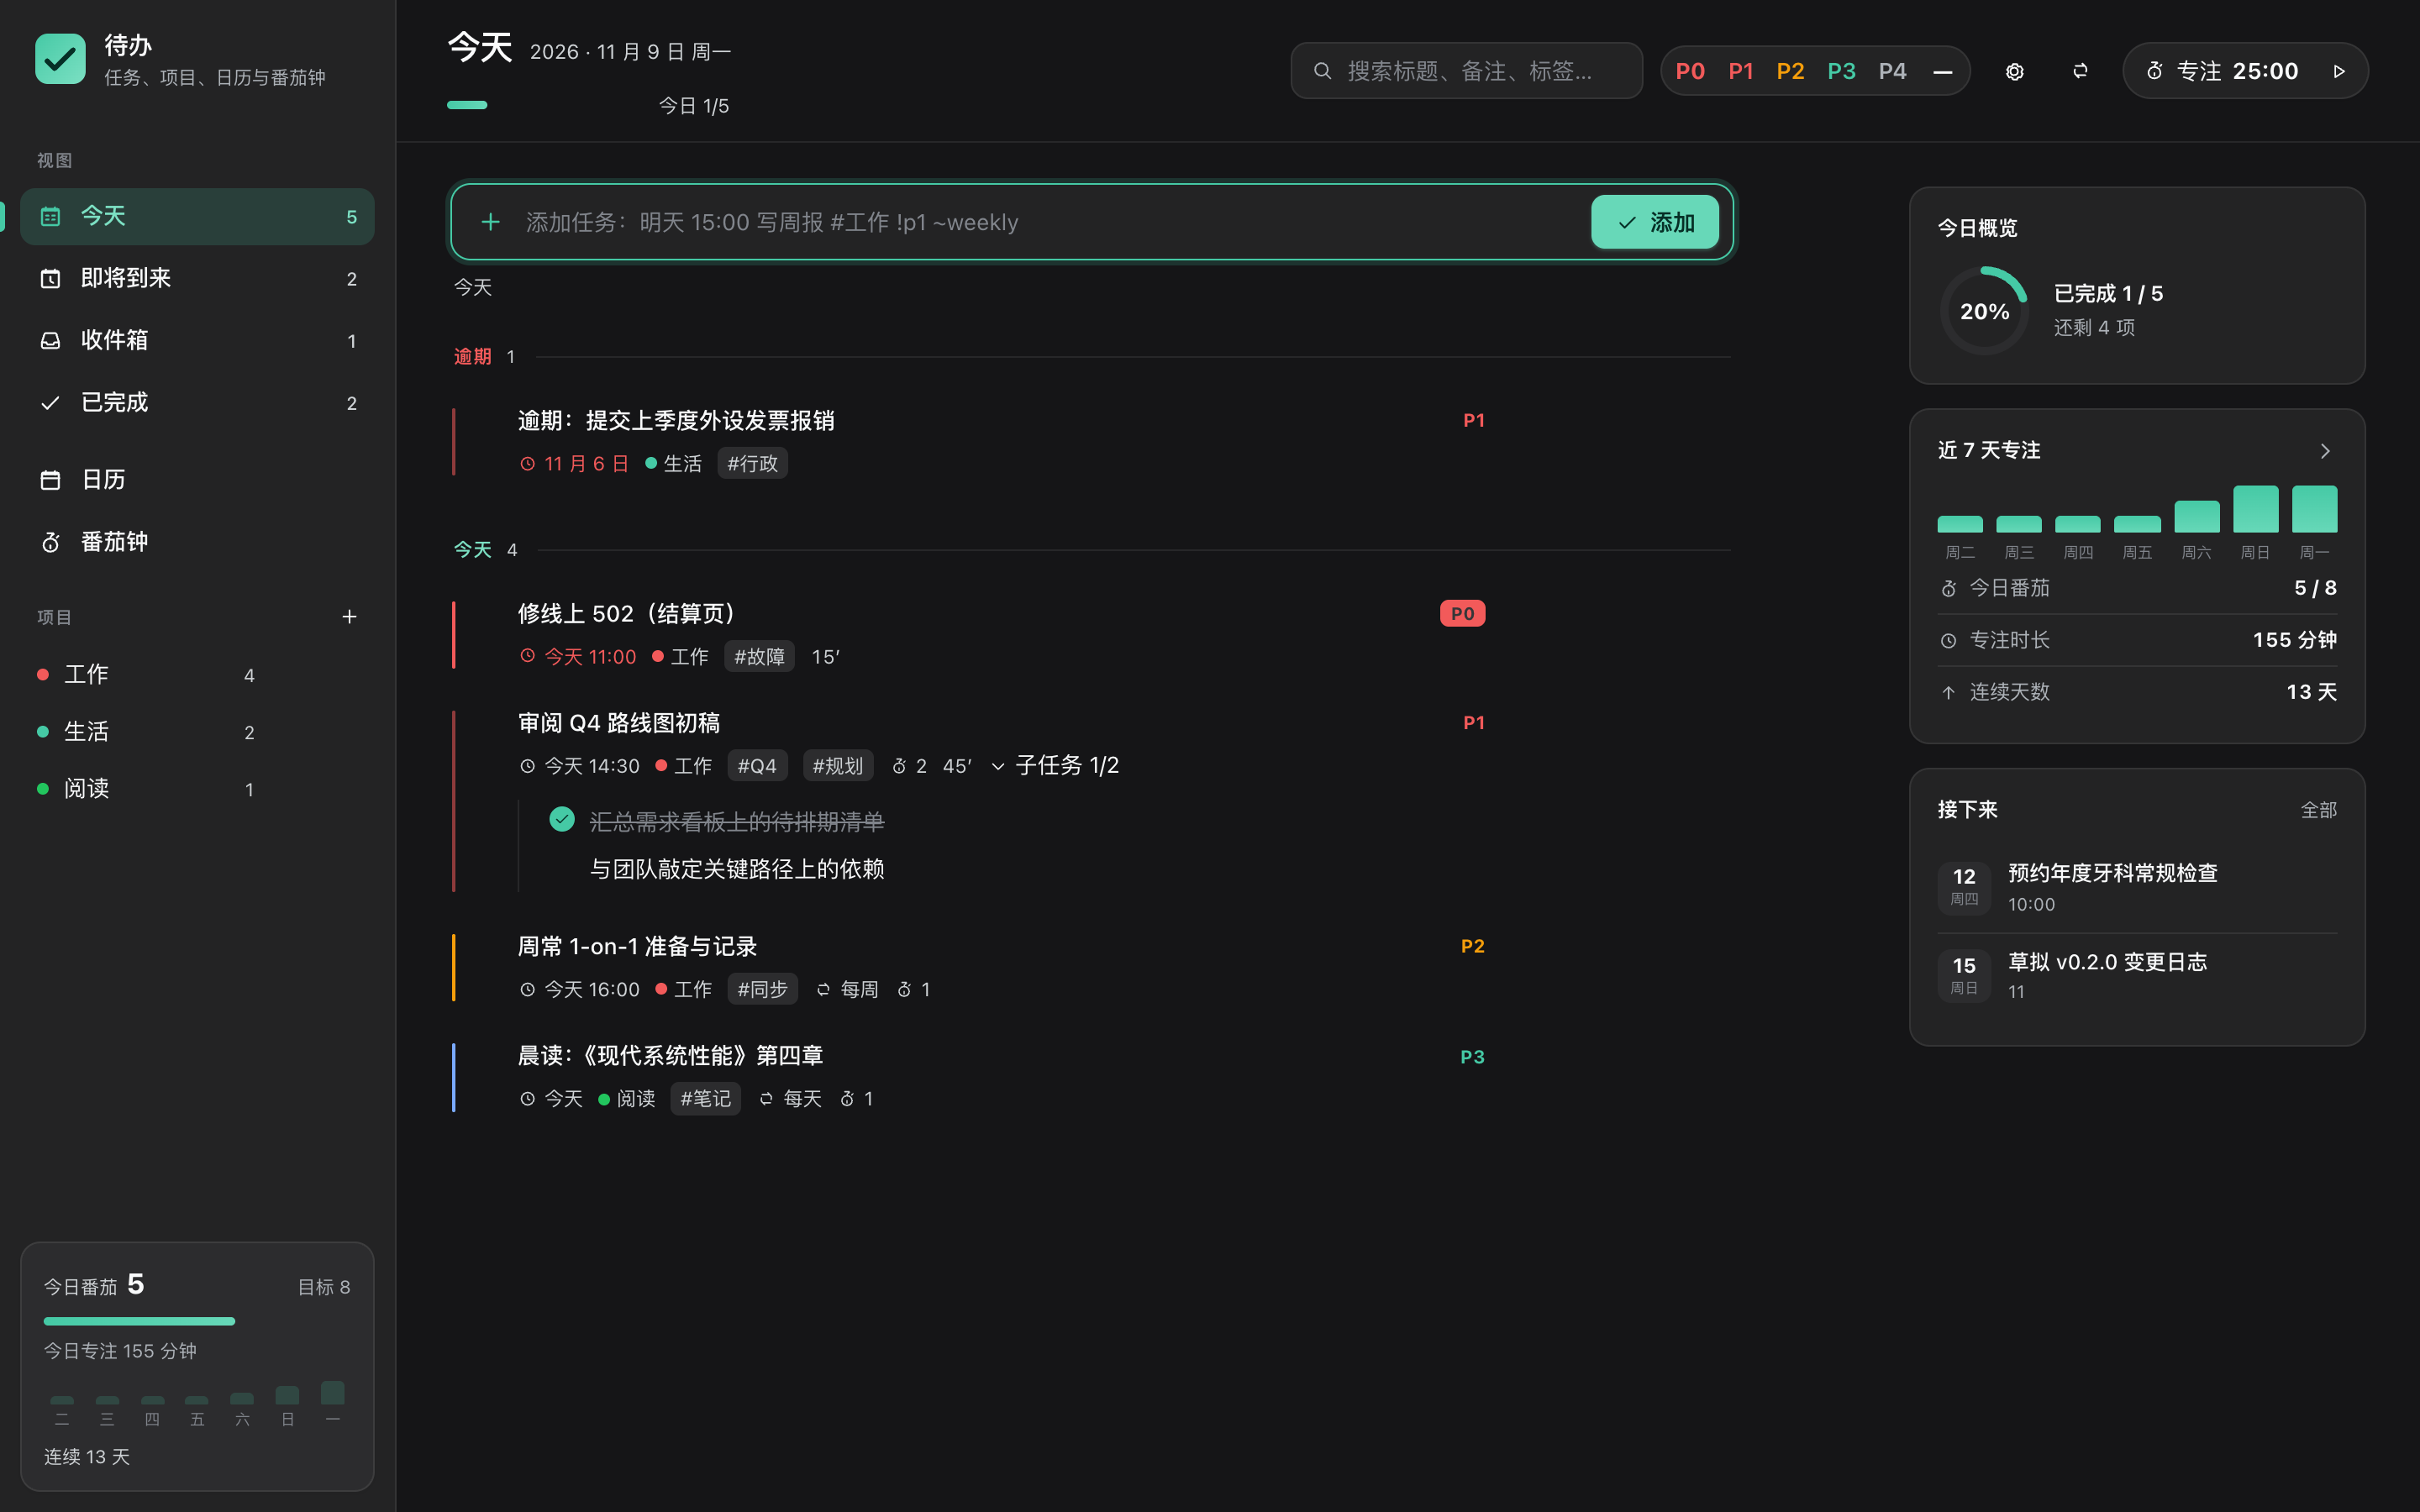 待办
任务、项目、日历与番茄钟
视图
今天 5
即将到来 2
收件箱 1
已完成 2
日历
番茄钟
项目
工作 4
生活 2
阅读 1
今日番茄 5 目标 8
今日专注 155 分钟
二 三 四 五 六 日 一
连续 13 天
今天 2026 · 11 月 9 日 周一
今日 1/5
搜索标题、备注、标签...
P0 P1 P2 P3 P4 —
专注 25:00
添加任务：明天 15:00 写周报 #工作 !p1 ~weekly
添加
今天
逾期 1
逾期：提交上季度外设发票报销 P1
11 月 6 日 生活 #行政
今天 4
修线上 502（结算页） P0
今天 11:00 工作 #故障 15′
审阅 Q4 路线图初稿 P1
今天 14:30 工作 #Q4 #规划 2 45′ 子任务 1/2
汇总需求看板上的待排期清单
与团队敲定关键路径上的依赖
周常 1-on-1 准备与记录 P2
今天 16:00 工作 #同步 每周 1
晨读：《现代系统性能》第四章 P3
今天 阅读 #笔记 每天 1
今日概览
20%
已完成 1 / 5
还剩 4 项
近 7 天专注
周二 周三 周四 周五 周六 周日 周一
今日番茄 5 / 8
专注时长 155 分钟
连续天数 13 天
接下来 全部
12 周四
预约年度牙科常规检查
10:00
15 周日
草拟 v0.2.0 变更日志
11